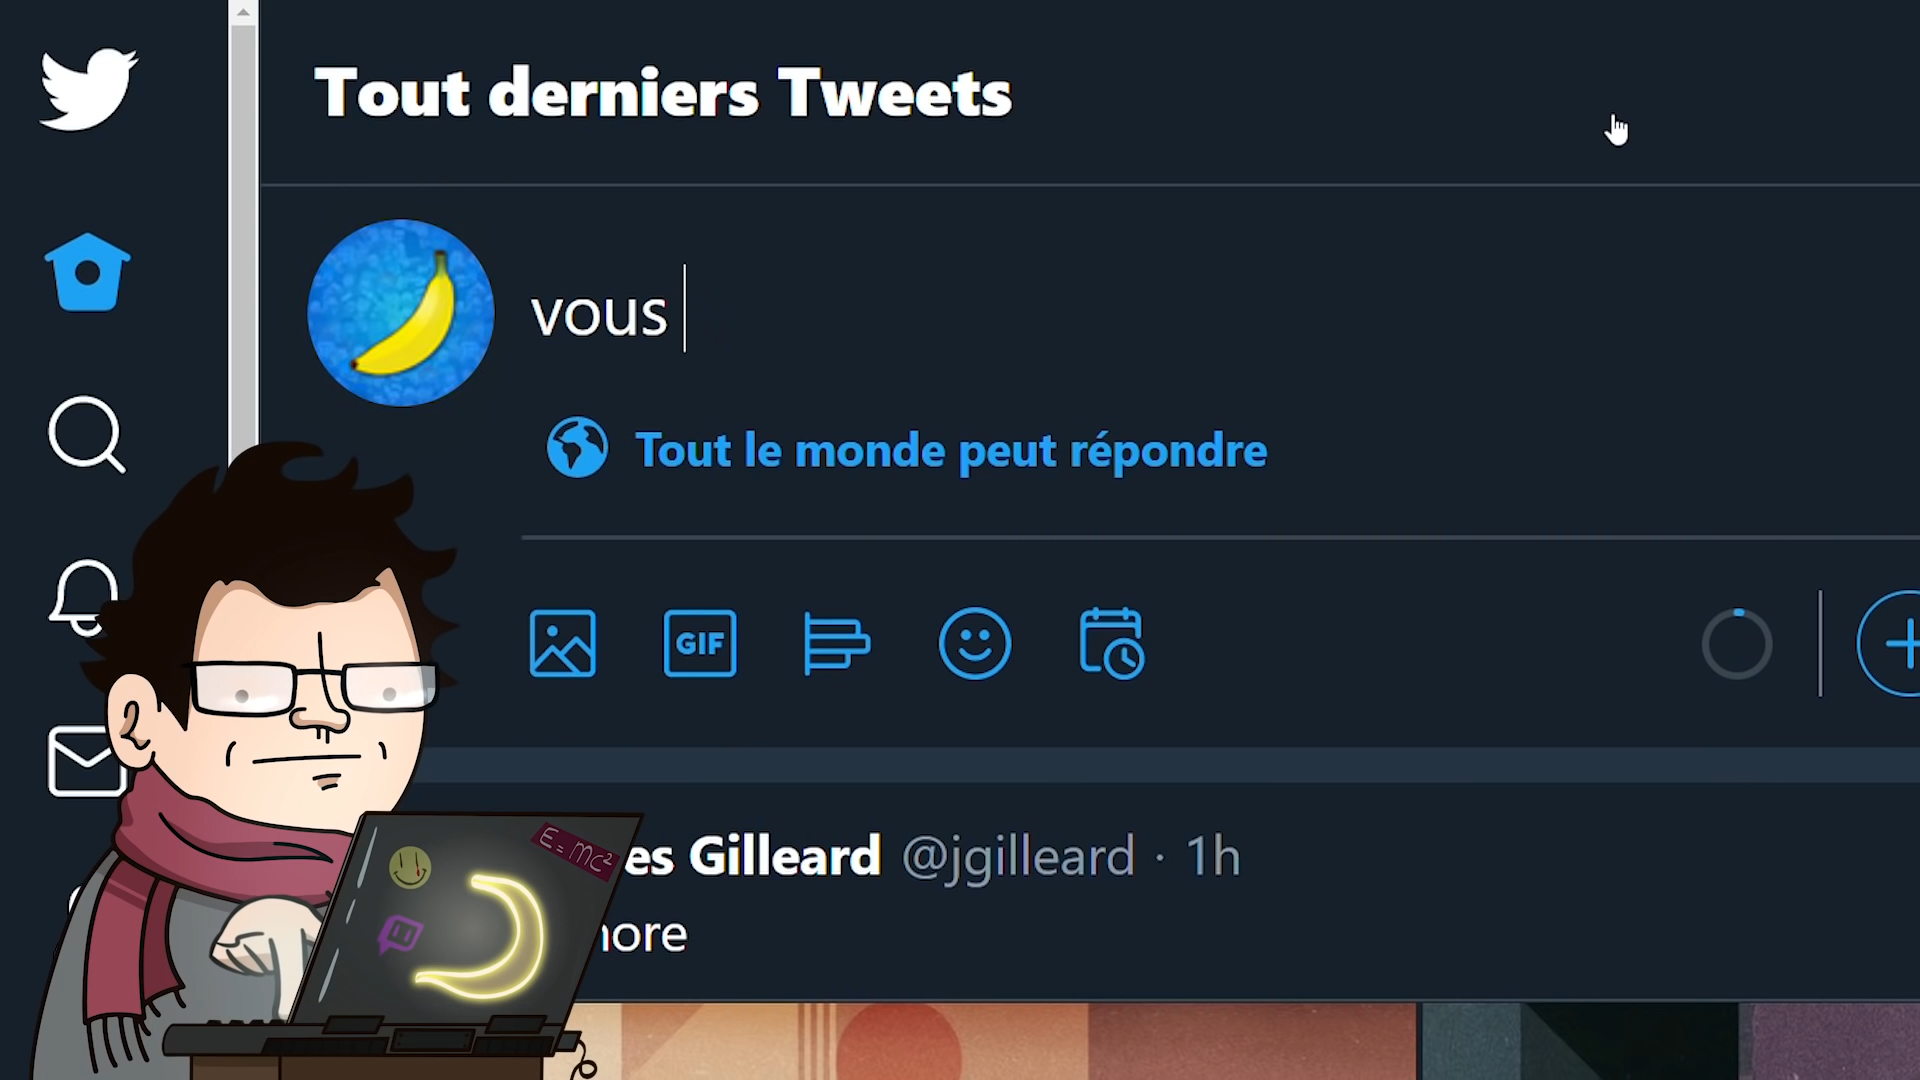 Tout derniers Tweets
vous
Tout le monde peut répondre
GIF
es Gilleard @jgilleard · 1h
ore
E=mc²